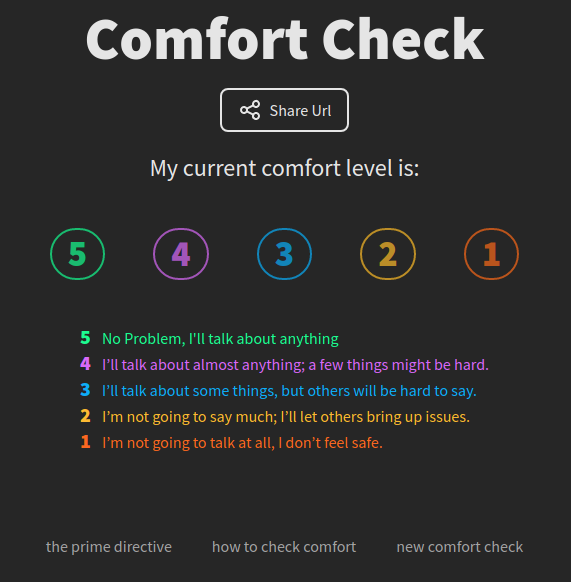 Comfort Check
Share Url
My current comfort level is:
5 4 3 2 1
5 No Problem, I'll talk about anything
4 I’ll talk about almost anything; a few things might be hard.
3 I’ll talk about some things, but others will be hard to say.
2 I’m not going to say much; I’ll let others bring up issues.
1 I’m not going to talk at all, I don’t feel safe.
the prime directive how to check comfort new comfort check